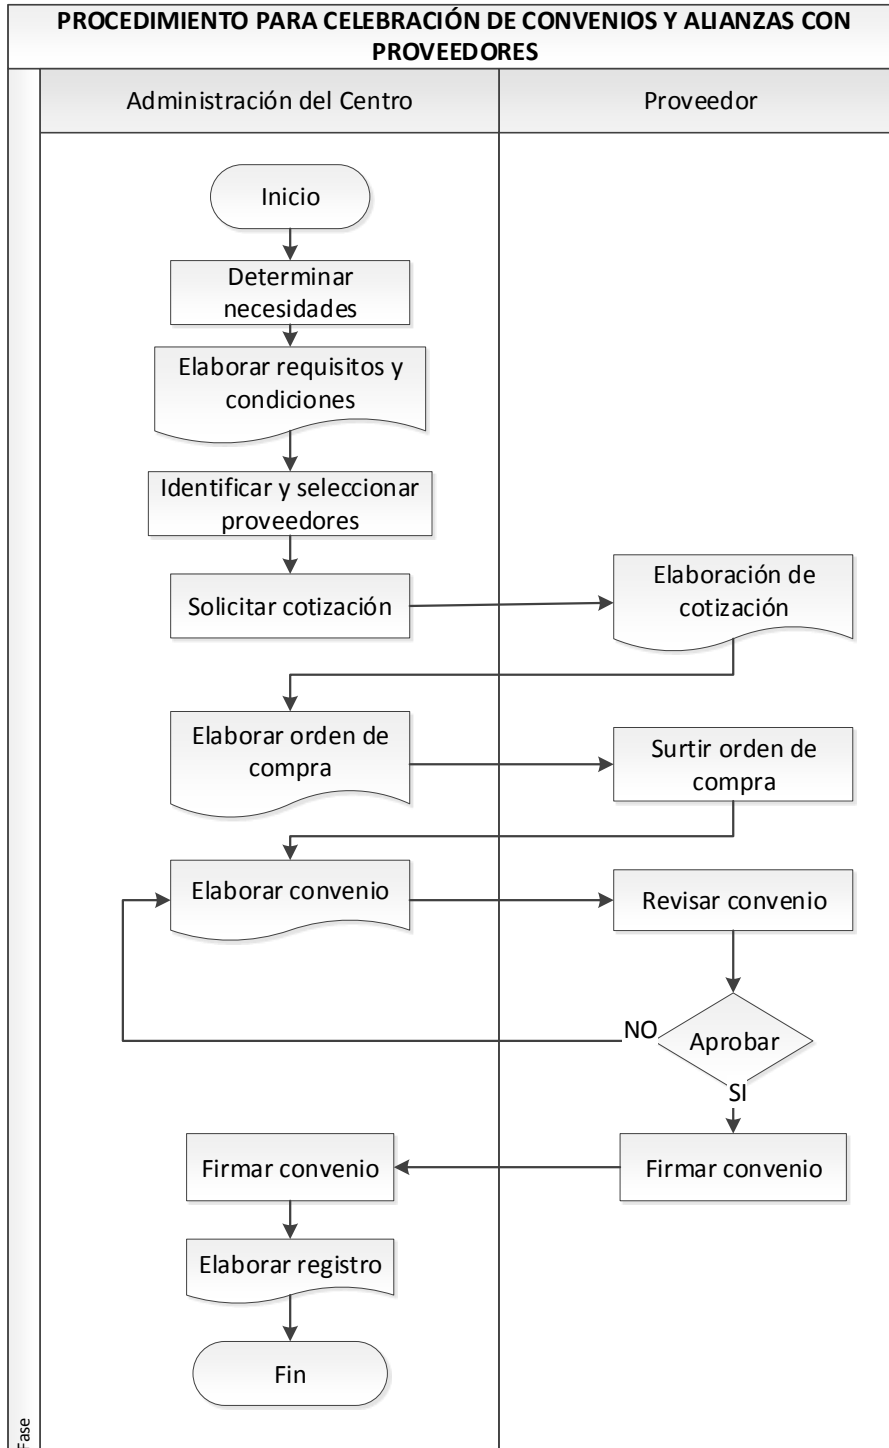 PROCEDIMIENTO PARA CELEBRACIÓN DE CONVENIOS Y ALIANZAS CON
PROVEEDORES
Administración del Centro
Proveedor
Inicio
Determinar
necesidades
Elaborar requisitos y
condiciones
Identificar y seleccionar
proveedores
Solicitar cotización
Elaboración de
cotización
Elaborar orden de
compra
Surtir orden de
compra
Elaborar convenio
Revisar convenio
Aprobar
NO
SI
Firmar convenio
Firmar convenio
Elaborar registro
Fin
Fase